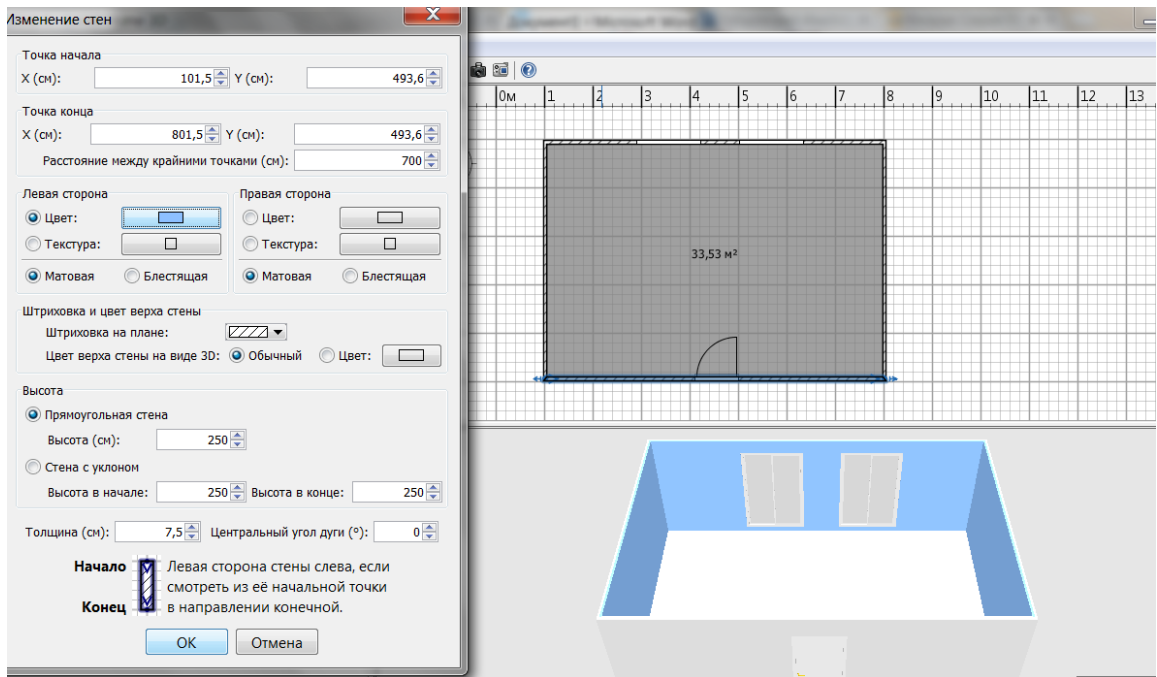 Изменение стен
Документ1 - Microsoft Word
Точка начала
X (см): 101,5 Y (см): 493,6
Точка конца
X (см): 801,5 Y (см): 493,6
Расстояние между крайними точками (см): 700
Левая сторона Правая сторона
Цвет: Цвет:
Текстура: Текстура:
Матовая Блестящая Матовая Блестящая
Штриховка и цвет верха стены
Штриховка на плане:
Цвет верха стены на виде 3D: Обычный Цвет:
Высота
Прямоугольная стена
Высота (см): 250
Стена с уклоном
Высота в начале: 250 Высота в конце: 250
Толщина (см): 7,5 Центральный угол дуги (°): 0
Начало
Конец
Левая сторона стены слева, если
смотреть из её начальной точки
в направлении конечной.
OK Отмена
0м 1 2 3 4 5 6 7 8 9 10 11 12 13
33,53 м²